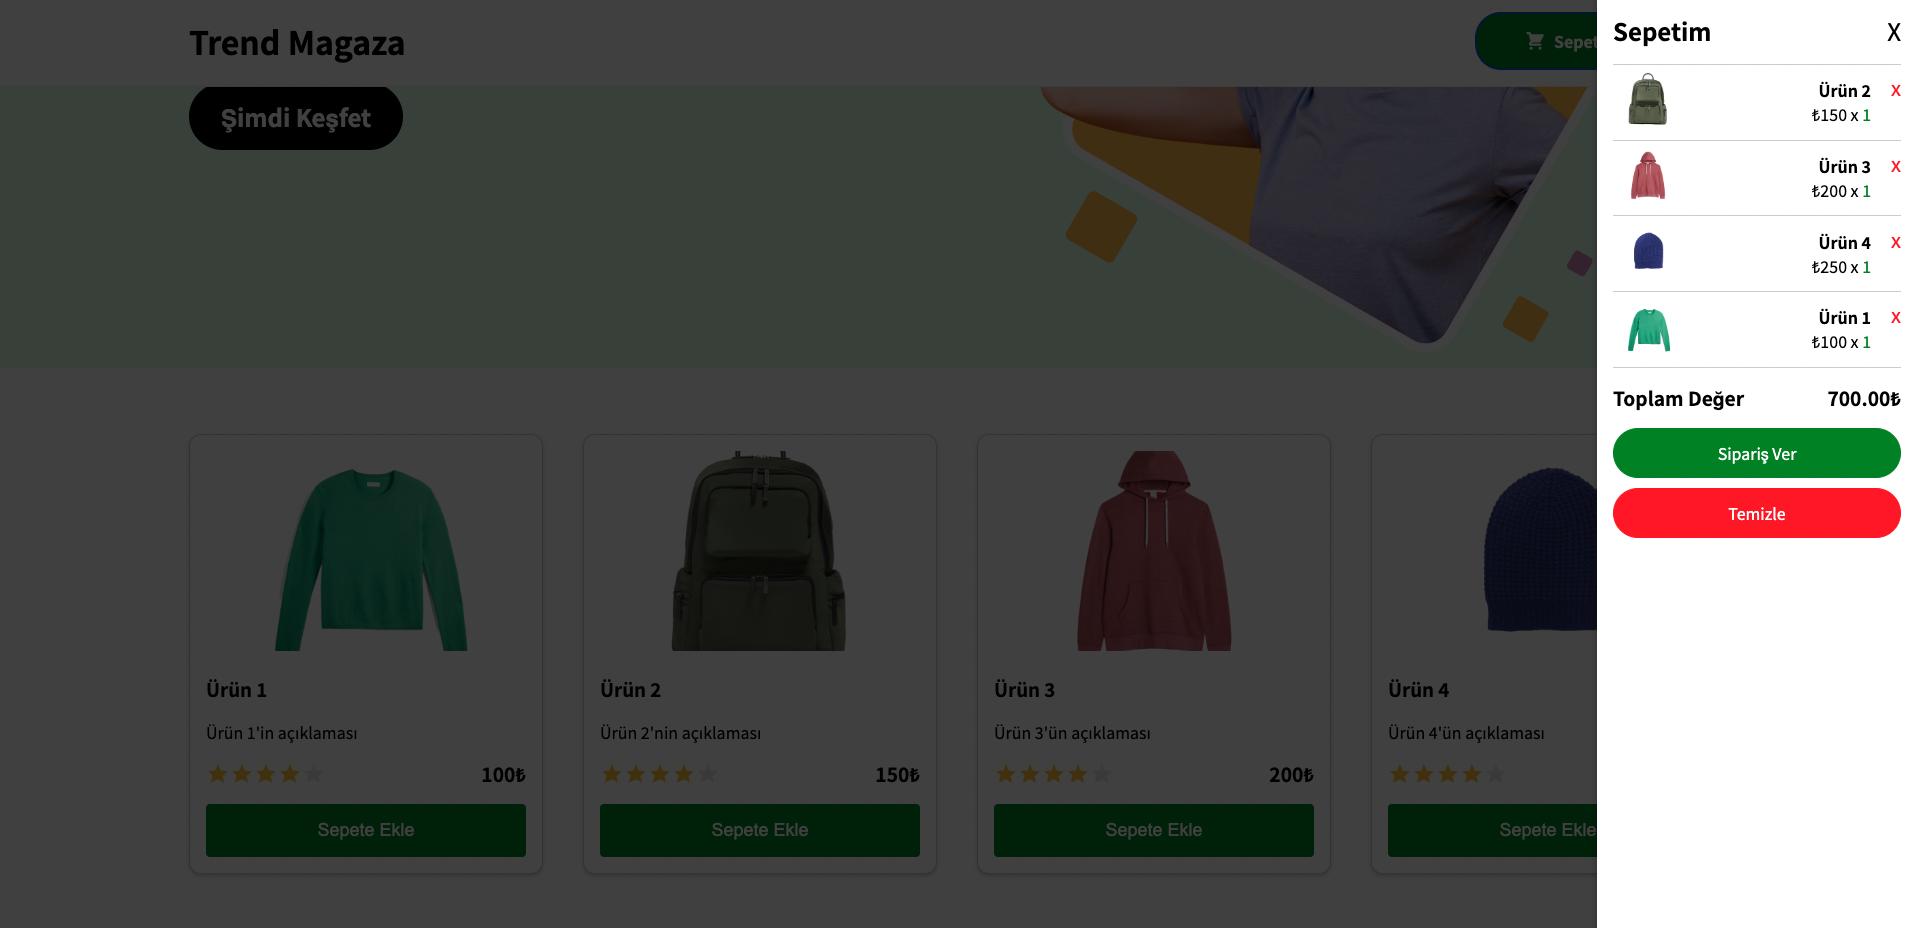 Trend Magaza
Şimdi Keşfet
Sepetim
X
Ürün 2
X
₺150 x 1
Ürün 3
X
₺200 x 1
Ürün 4
X
₺250 x 1
Ürün 1
X
₺100 x 1
Toplam Değer
700.00₺
Sipariş Ver
Temizle
Ürün 1
Ürün 1'in açıklaması
100₺
Sepete Ekle
Ürün 2
Ürün 2'nin açıklaması
150₺
Sepete Ekle
Ürün 3
Ürün 3'ün açıklaması
200₺
Sepete Ekle
Ürün 4
Ürün 4'ün açıklaması
Sepete Ekle